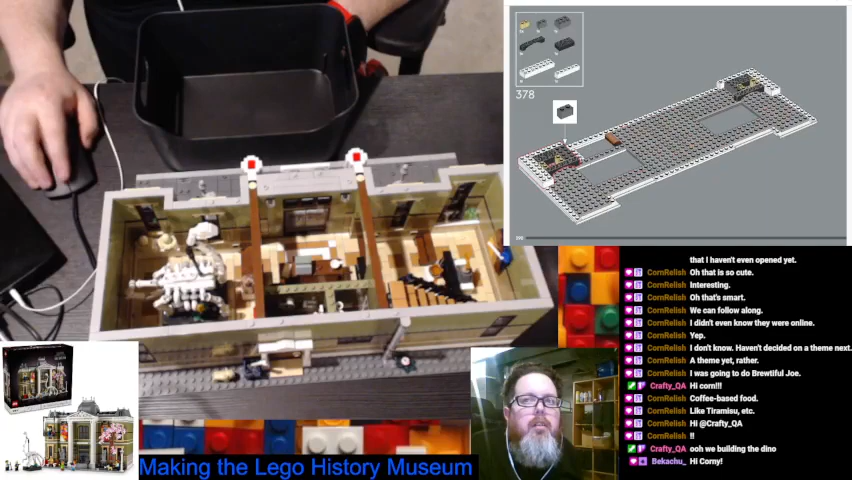 378
that I haven't even opened yet.
CornRelish Oh that is so cute.
CornRelish Interesting.
CornRelish Oh that's smart.
CornRelish We can follow along.
CornRelish I didn't even know they were online.
CornRelish Yep.
CornRelish I don't know. Haven't decided on a theme next.
CornRelish A theme yet, rather.
CornRelish I was going to do Brewtiful Joe.
Crafty_QA Hi corn!!!
CornRelish Coffee-based food.
CornRelish Like Tiramisu, etc.
CornRelish Hi @Crafty_QA
CornRelish !!
Crafty_QA ooh we building the dino
Bekachu_ Hi Corny!
Making the Lego History Museum